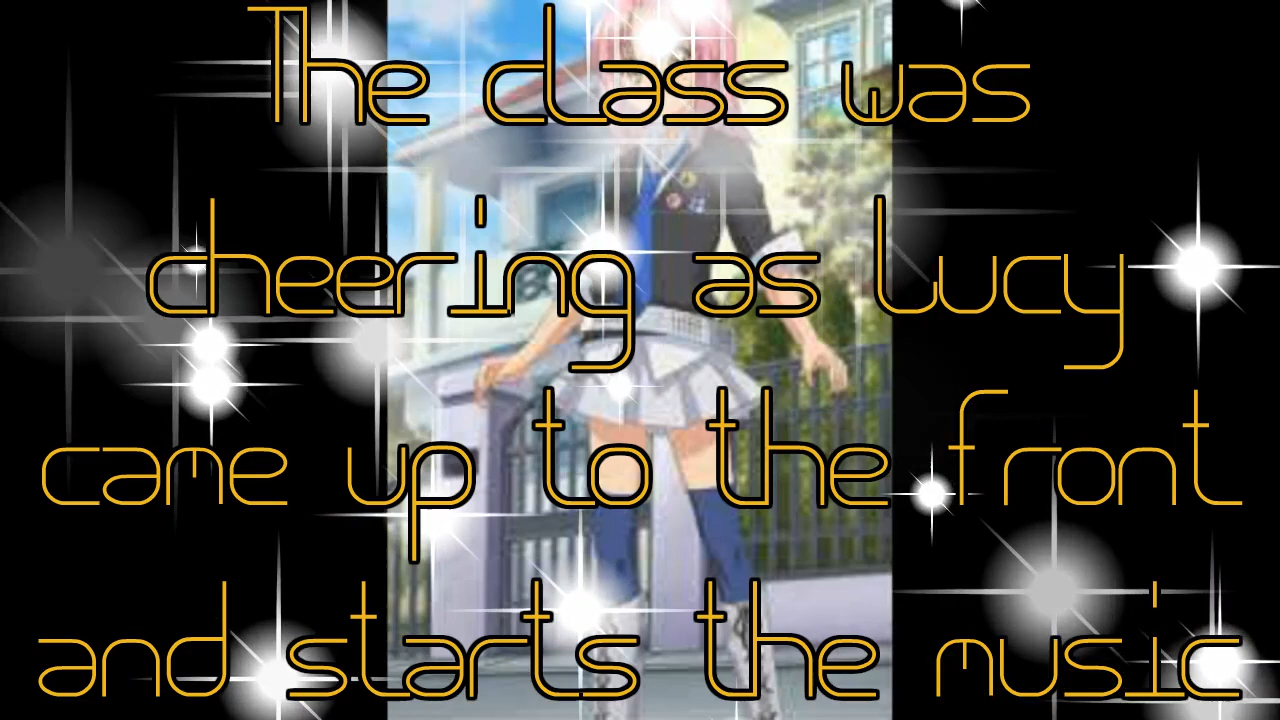 The class was
cheering as Lucy
came up to the front
and starts the music